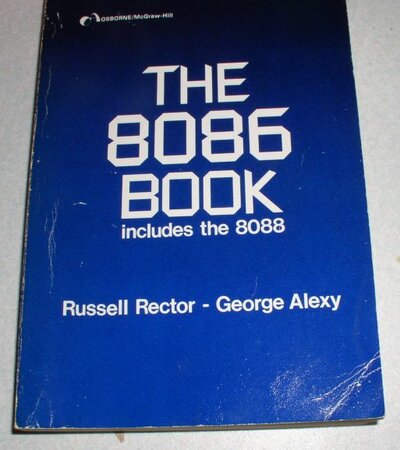 OSBORNE/McGraw-Hill
THE
8086
BOOK
includes the 8088
Russell Rector - George Alexy